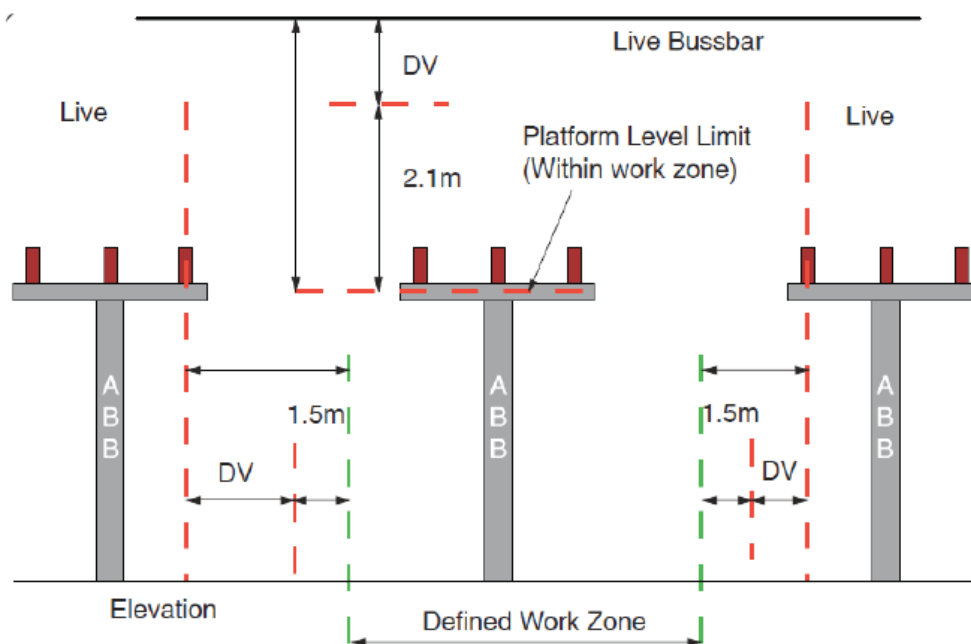 Live Bussbar
DV
Live
Live
Platform Level Limit
(Within work zone)
2.1m
A
B
B
A
B
B
A
B
B
1.5m
1.5m
DV
DV
Elevation
Defined Work Zone